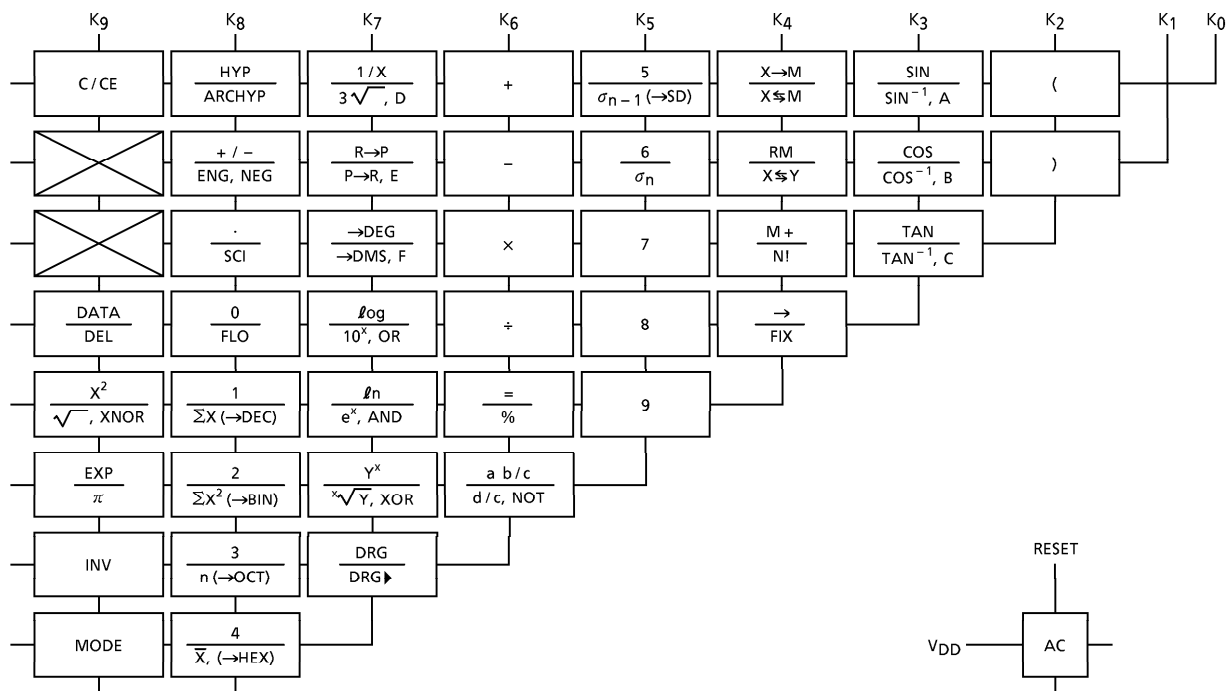 K9 K8 K7 K6 K5 K4 K3 K2 K1 K0
C/CE HYP 1/X + 5 X→M SIN (
ARCHYP 3√‾, D σn−1 (→SD) X⇆M SIN⁻¹, A
+/− R→P − 6 RM COS )
ENG, NEG P→R, E σn X⇆Y COS⁻¹, B
· →DEG × 7 M+ TAN
SCI →DMS, F N! TAN⁻¹, C
DATA 0 ℓog ÷ 8 →
DEL FLO 10ˣ, OR FIX
X² 1 ℓn = 9
√‾, XNOR ΣX (→DEC) eˣ, AND %
EXP 2 Yˣ a b/c
π ΣX² (→BIN) ˣ√Y, XOR d/c, NOT
INV 3 DRG
n (→OCT) DRG▶
RESET
MODE 4 VDD AC
X̄, (→HEX)